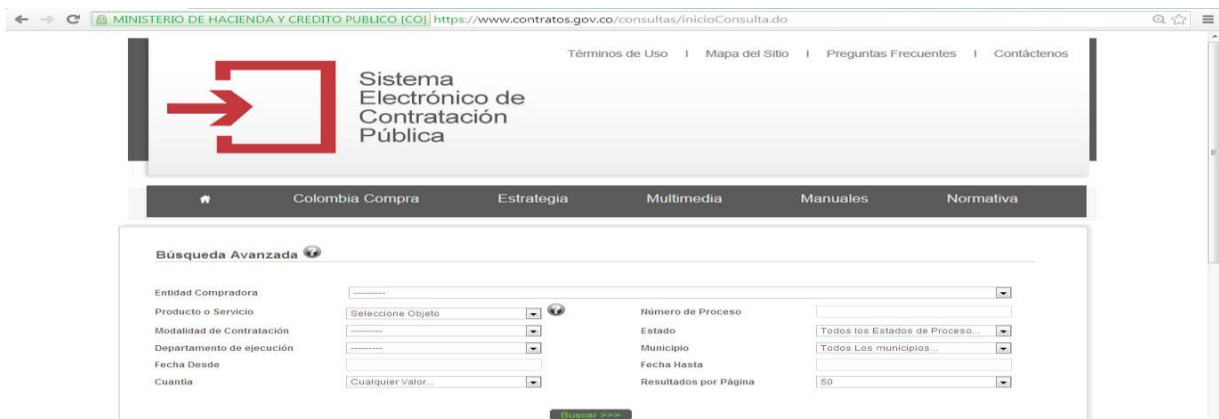 MINISTERIO DE HACIENDA Y CREDITO PUBLICO [CO] https://www.contratos.gov.co/consultas/inicioConsulta.do
Términos de Uso | Mapa del Sitio | Preguntas Frecuentes | Contáctenos
Sistema
Electrónico de
Contratación
Pública
Colombia Compra Estrategia Multimedia Manuales Normativa
Búsqueda Avanzada
Entidad Compradora ---------
Producto o Servicio Seleccione Objeto Número de Proceso
Modalidad de Contratación --------- Estado Todos los Estados de Proceso...
Departamento de ejecución --------- Municipio Todos Los municipios...
Fecha Desde Fecha Hasta
Cuantia Cualquier Valor... Resultados por Página 50
Buscar >>>